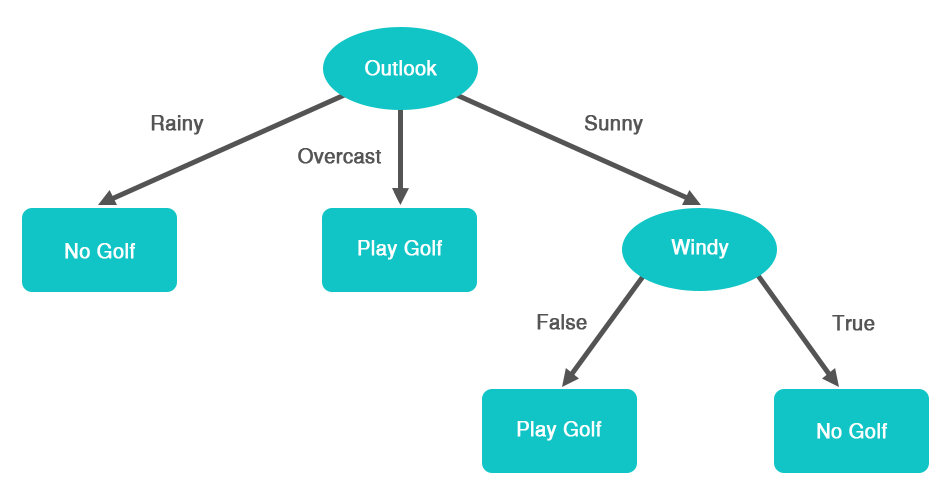 Outlook
Rainy
Overcast
Sunny
No Golf
Play Golf
Windy
False
True
Play Golf
No Golf